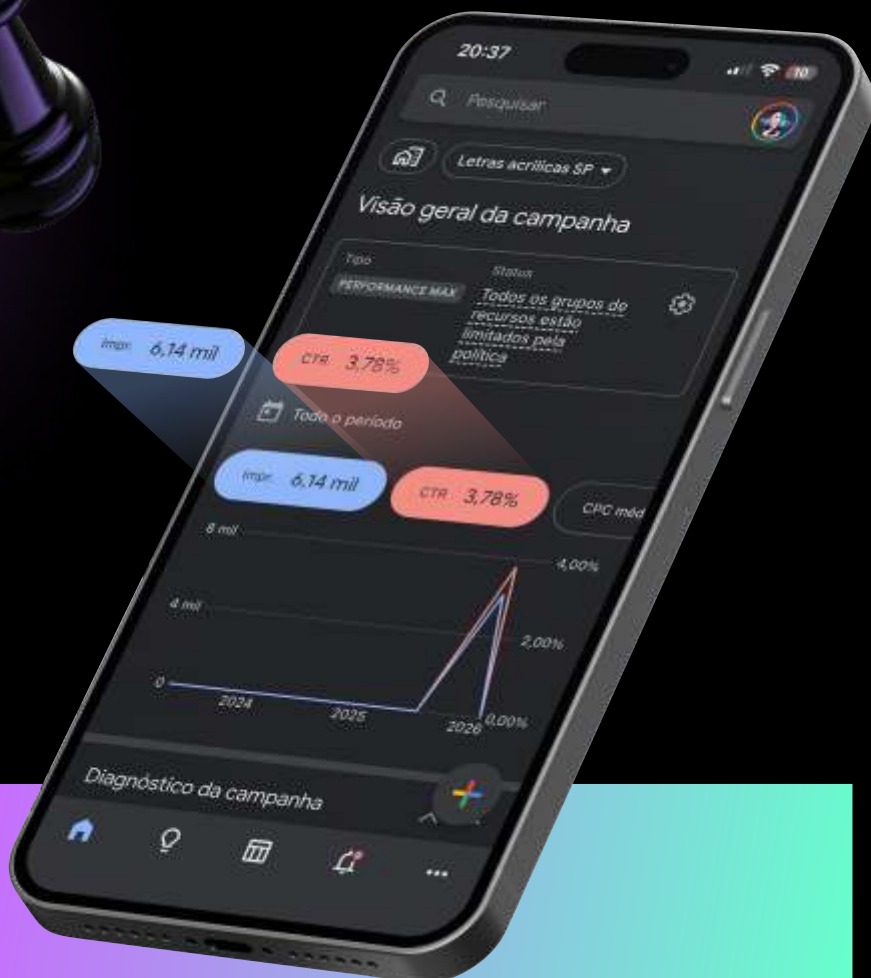 20:37
10
Pesquisar
Letras acrílicas SP
Visão geral da campanha
Tipo
Status
PERFORMANCE MAX
Todos os grupos de
recursos estão
limitados pela
política
Impr. 6,14 mil
CTR 3,78%
Todo o período
Impr. 6,14 mil
CTR 3,78%
CPC méd
8 mil
4,00%
4 mil
2,00%
0
0,00%
2024
2025
2026
Diagnóstico da campanha